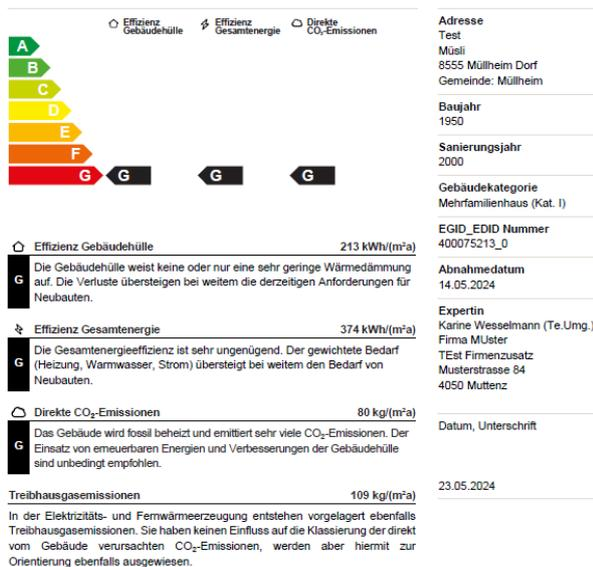 Effizienz
Gebäudehülle
Effizienz
Gesamtenergie
Direkte
CO₂-Emissionen
A
B
C
D
E
F
G G G G
Effizienz Gebäudehülle 213 kWh/(m²a)
G
Die Gebäudehülle weist keine oder nur eine sehr geringe Wärmedämmung
auf. Die Verluste übersteigen bei weitem die derzeitigen Anforderungen für
Neubauten.
Effizienz Gesamtenergie 374 kWh/(m²a)
G
Die Gesamtenergieeffizienz ist sehr ungenügend. Der gewichtete Bedarf
(Heizung, Warmwasser, Strom) übersteigt bei weitem den Bedarf von
Neubauten.
Direkte CO₂-Emissionen 80 kg/(m²a)
G
Das Gebäude wird fossil beheizt und emittiert sehr viele CO₂-Emissionen. Der
Einsatz von erneuerbaren Energien und Verbesserungen der Gebäudehülle
sind unbedingt empfohlen.
Treibhausgasemissionen 109 kg/(m²a)
In der Elektrizitäts- und Fernwärmeerzeugung entstehen vorgelagert ebenfalls
Treibhausgasemissionen. Sie haben keinen Einfluss auf die Klassierung der direkt
vom Gebäude verursachten CO₂-Emissionen, werden aber hiermit zur
Orientierung ebenfalls ausgewiesen.
Adresse
Test
Müsli
8555 Müllheim Dorf
Gemeinde: Müllheim
Baujahr
1950
Sanierungsjahr
2000
Gebäudekategorie
Mehrfamilienhaus (Kat. I)
EGID_EDID Nummer
400075213_0
Abnahmedatum
14.05.2024
Expertin
Karine Wesselmann (Te.Umg.)
Firma MUster
TEst Firmenzusatz
Musterstrasse 84
4050 Muttenz
Datum, Unterschrift
23.05.2024